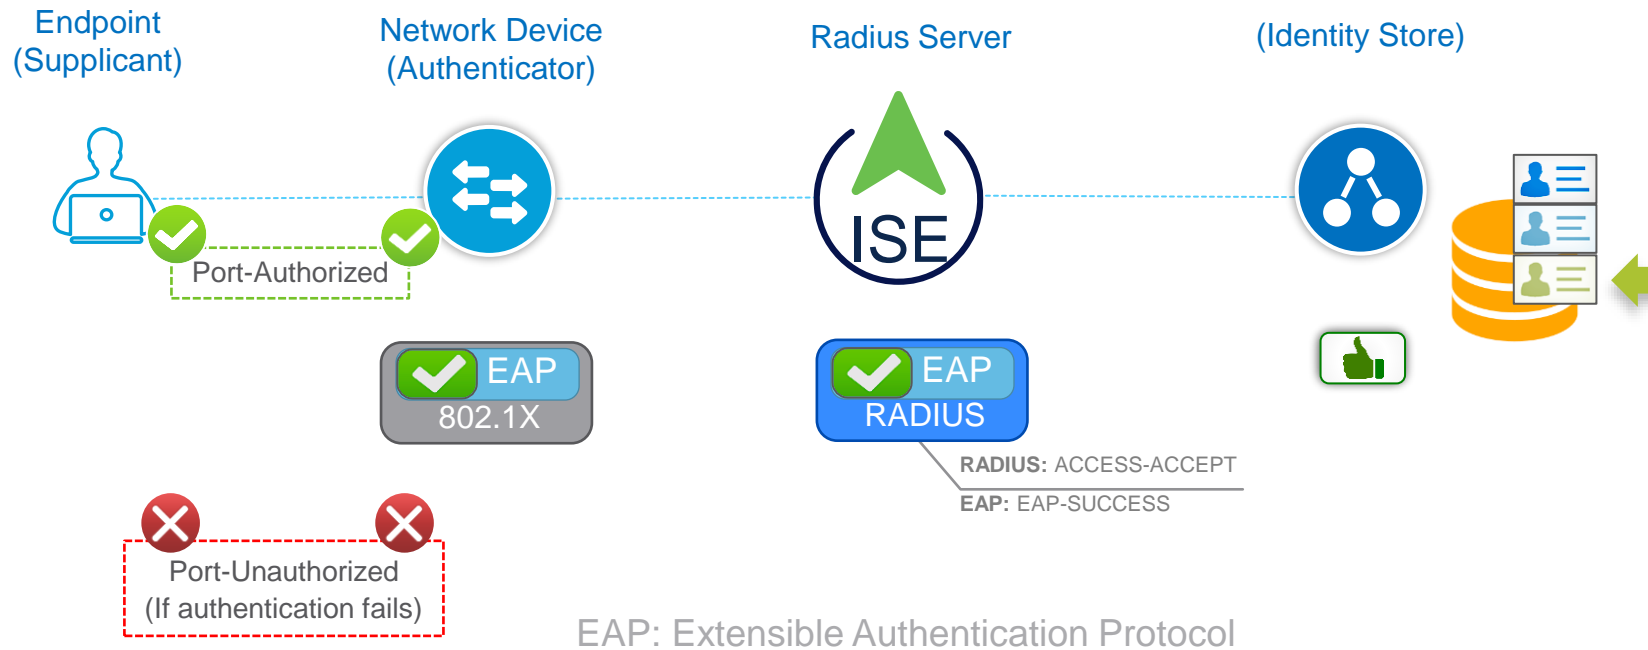 Endpoint
(Supplicant)
Network Device
(Authenticator)
Radius Server
(Identity Store)
ISE
Port-Authorized
EAP
802.1X
EAP
RADIUS
RADIUS: ACCESS-ACCEPT
EAP: EAP-SUCCESS
Port-Unauthorized
(If authentication fails)
EAP: Extensible Authentication Protocol